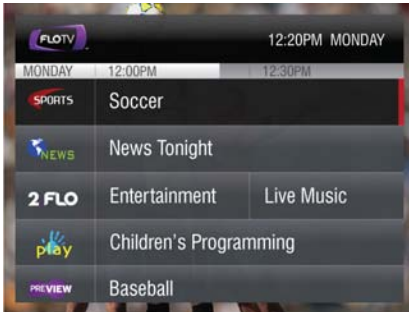 FLOTV
12:20PM MONDAY
MONDAY 12:00PM 12:30PM
SPORTS Soccer
NEWS News Tonight
2 FLO Entertainment Live Music
play Children's Programming
PREVIEW Baseball